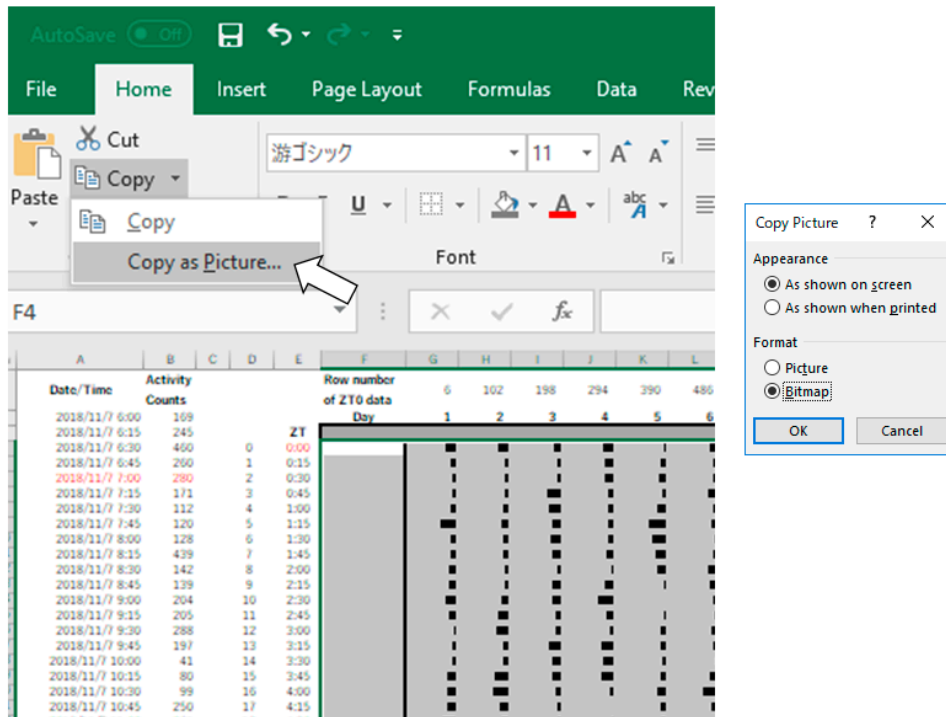 AutoSave Off
File Home Insert Page Layout Formulas Data Rev
Cut
Copy
Paste
Copy
Copy as Picture...
游ゴシック 11 A A
U A abc A
Font
F4 fx
A B C D E F G H I J K L
Date/Time Activity Counts Row number of ZT0 data 6 102 198 294 390 486
Day 1 2 3 4 5 6
2018/11/7 6:00 169
2018/11/7 6:15 245 ZT
2018/11/7 6:30 460 0 0:00
2018/11/7 6:45 260 1 0:15
2018/11/7 7:00 280 2 0:30
2018/11/7 7:15 171 3 0:45
2018/11/7 7:30 112 4 1:00
2018/11/7 7:45 120 5 1:15
2018/11/7 8:00 128 6 1:30
2018/11/7 8:15 439 7 1:45
2018/11/7 8:30 142 8 2:00
2018/11/7 8:45 139 9 2:15
2018/11/7 9:00 204 10 2:30
2018/11/7 9:15 205 11 2:45
2018/11/7 9:30 288 12 3:00
2018/11/7 9:45 197 13 3:15
2018/11/7 10:00 41 14 3:30
2018/11/7 10:15 80 15 3:45
2018/11/7 10:30 99 16 4:00
2018/11/7 10:45 250 17 4:15
Copy Picture ? ×
Appearance
As shown on screen
As shown when printed
Format
Picture
Bitmap
OK Cancel